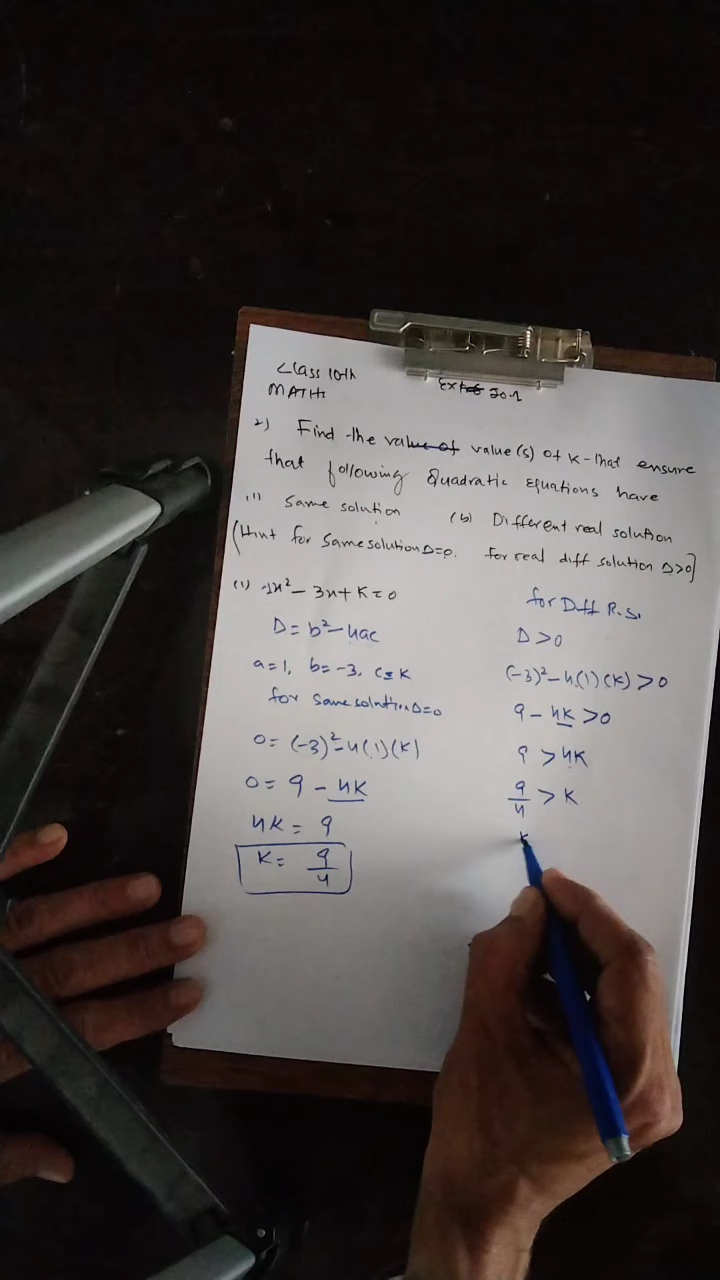 Class 10th
MATH
Ex 20.1
2) Find the value(s) of K that ensure
that following Quadratic Equations have
(1) Same solution (b) Different real solution
(Hint for Same solution D=0. for real diff solution D>0)
(1) x² - 3x + K = 0
D = b² - 4ac
a=1, b=-3, c=K
for same solution D=0
0 = (-3)² - 4(1)(K)
0 = 9 - 4K
4K = 9
K = 9/4
for Diff R.S.
D > 0
(-3)² - 4(1)(K) > 0
9 - 4K > 0
9 > 4K
9/4 > K
K